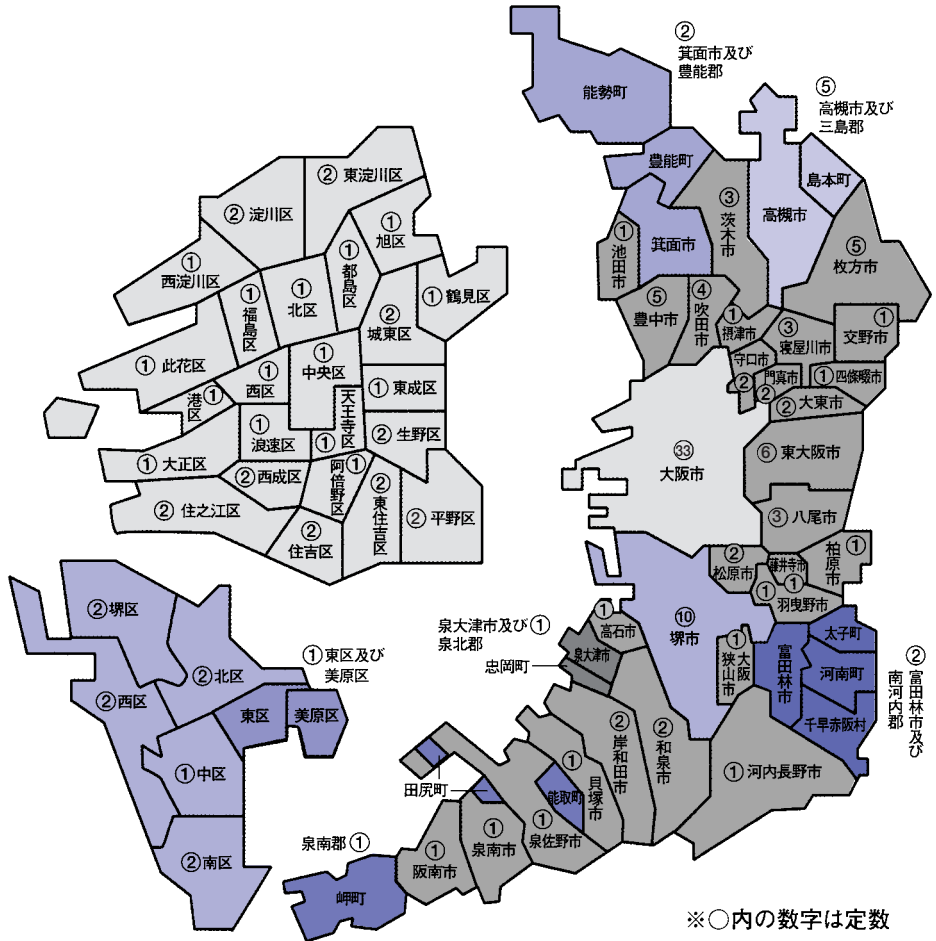 ② 東淀川区
② 淀川区
① 旭区
① 西淀川区
① 都島区
① 北区
① 福島区
① 鶴見区
② 城東区
① 此花区
① 中央区
① 西区
① 東成区
港区 ①
① 天王寺区
① 浪速区
② 生野区
① 大正区
② 西成区
阿倍野区 ①
② 東住吉区
② 平野区
② 住之江区
② 住吉区
②
箕面市及び
豊能郡
能勢町
⑤
高槻市及び
三島郡
豊能町
島本町
③ 茨木市
高槻市
箕面市
① 池田市
⑤
枚方市
④ 吹田市
⑤
豊中市
①
摂津市
③
寝屋川市
①
交野市
守口市
②
門真市
②
① 四條畷市
② 大東市
㉝
大阪市
⑥ 東大阪市
③ 八尾市
②
松原市
藤井寺市
①
柏原市 ①
① 羽曳野市
⑩
堺市
① 大阪狭山市
富田林市
太子町
河南町
千早赤阪村
②
富田林市及び
南河内郡
① 河内長野市
泉大津市及び ①
泉北郡
①
高石市
泉大津市
忠岡町
② 和泉市
② 岸和田市
① 貝塚市
熊取町
田尻町
①
泉佐野市
①
泉南市
①
阪南市
泉南郡 ①
岬町
② 堺区
② 北区
② 西区
① 東区及び
美原区
東区
美原区
① 中区
② 南区
※○内の数字は定数